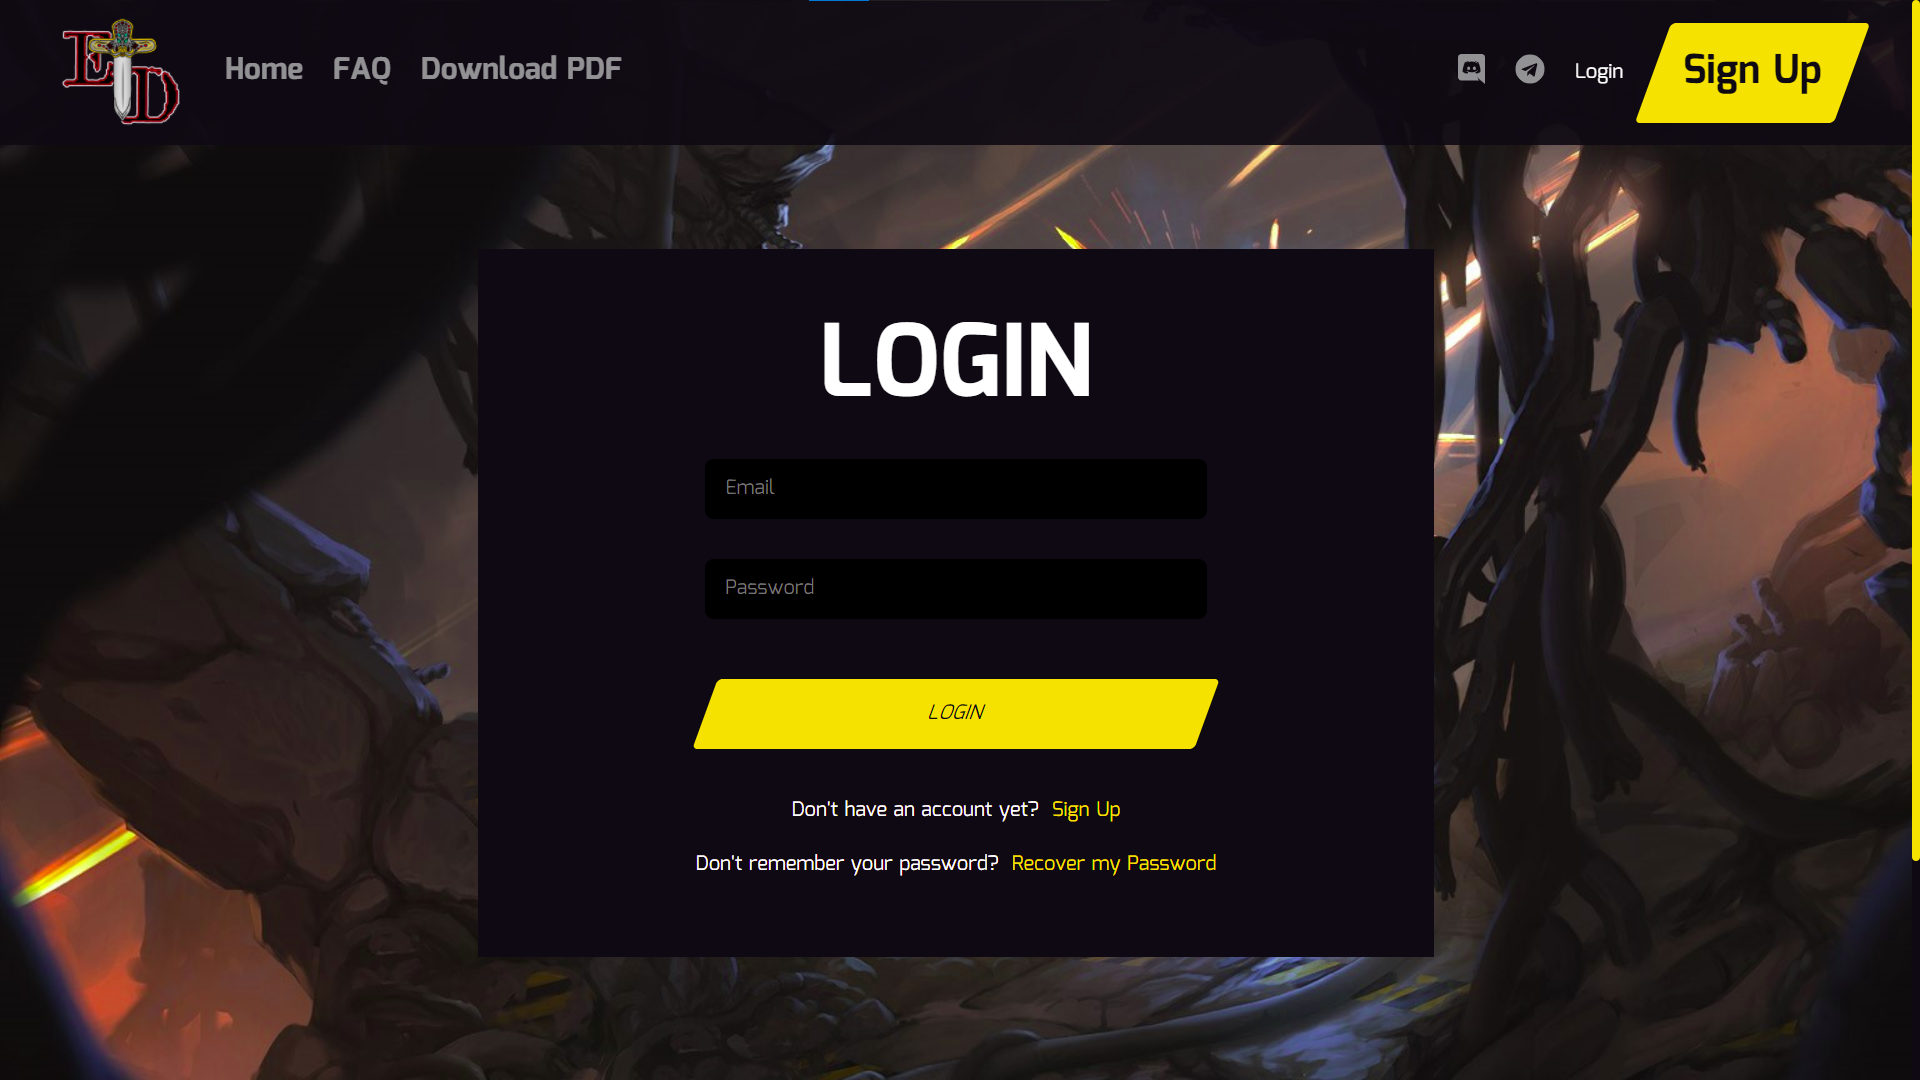 ED
Home FAQ Download PDF
Login
Sign Up
LOGIN
Email
Password
LOGIN
Don't have an account yet? Sign Up
Don't remember your password? Recover my Password